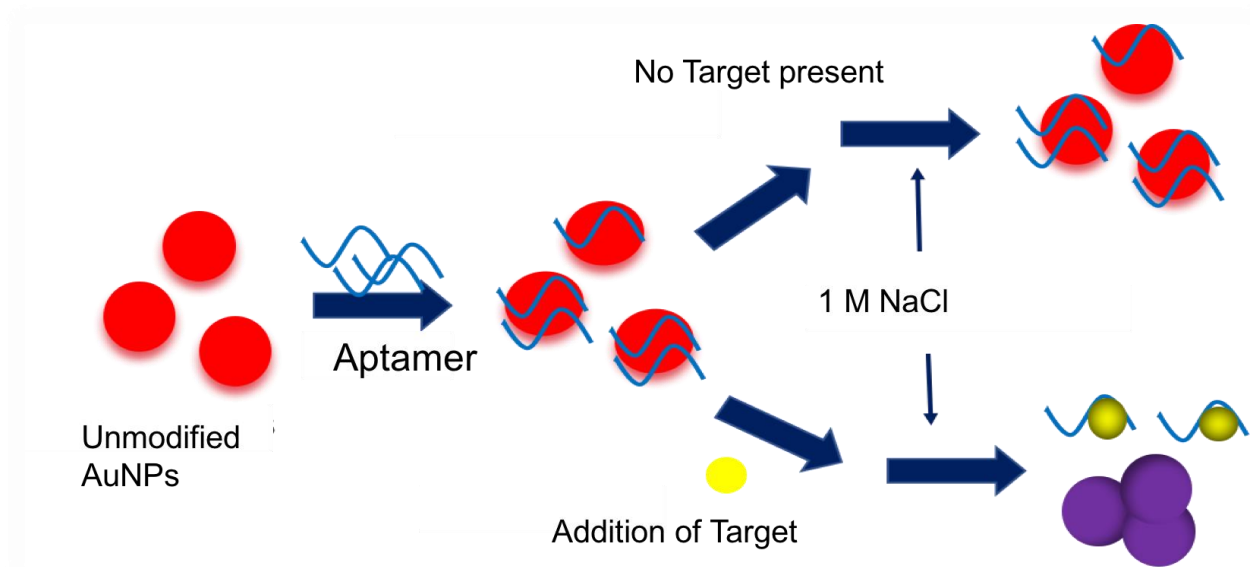 No Target present
1 M NaCl
Aptamer
Unmodified
AuNPs
Addition of Target